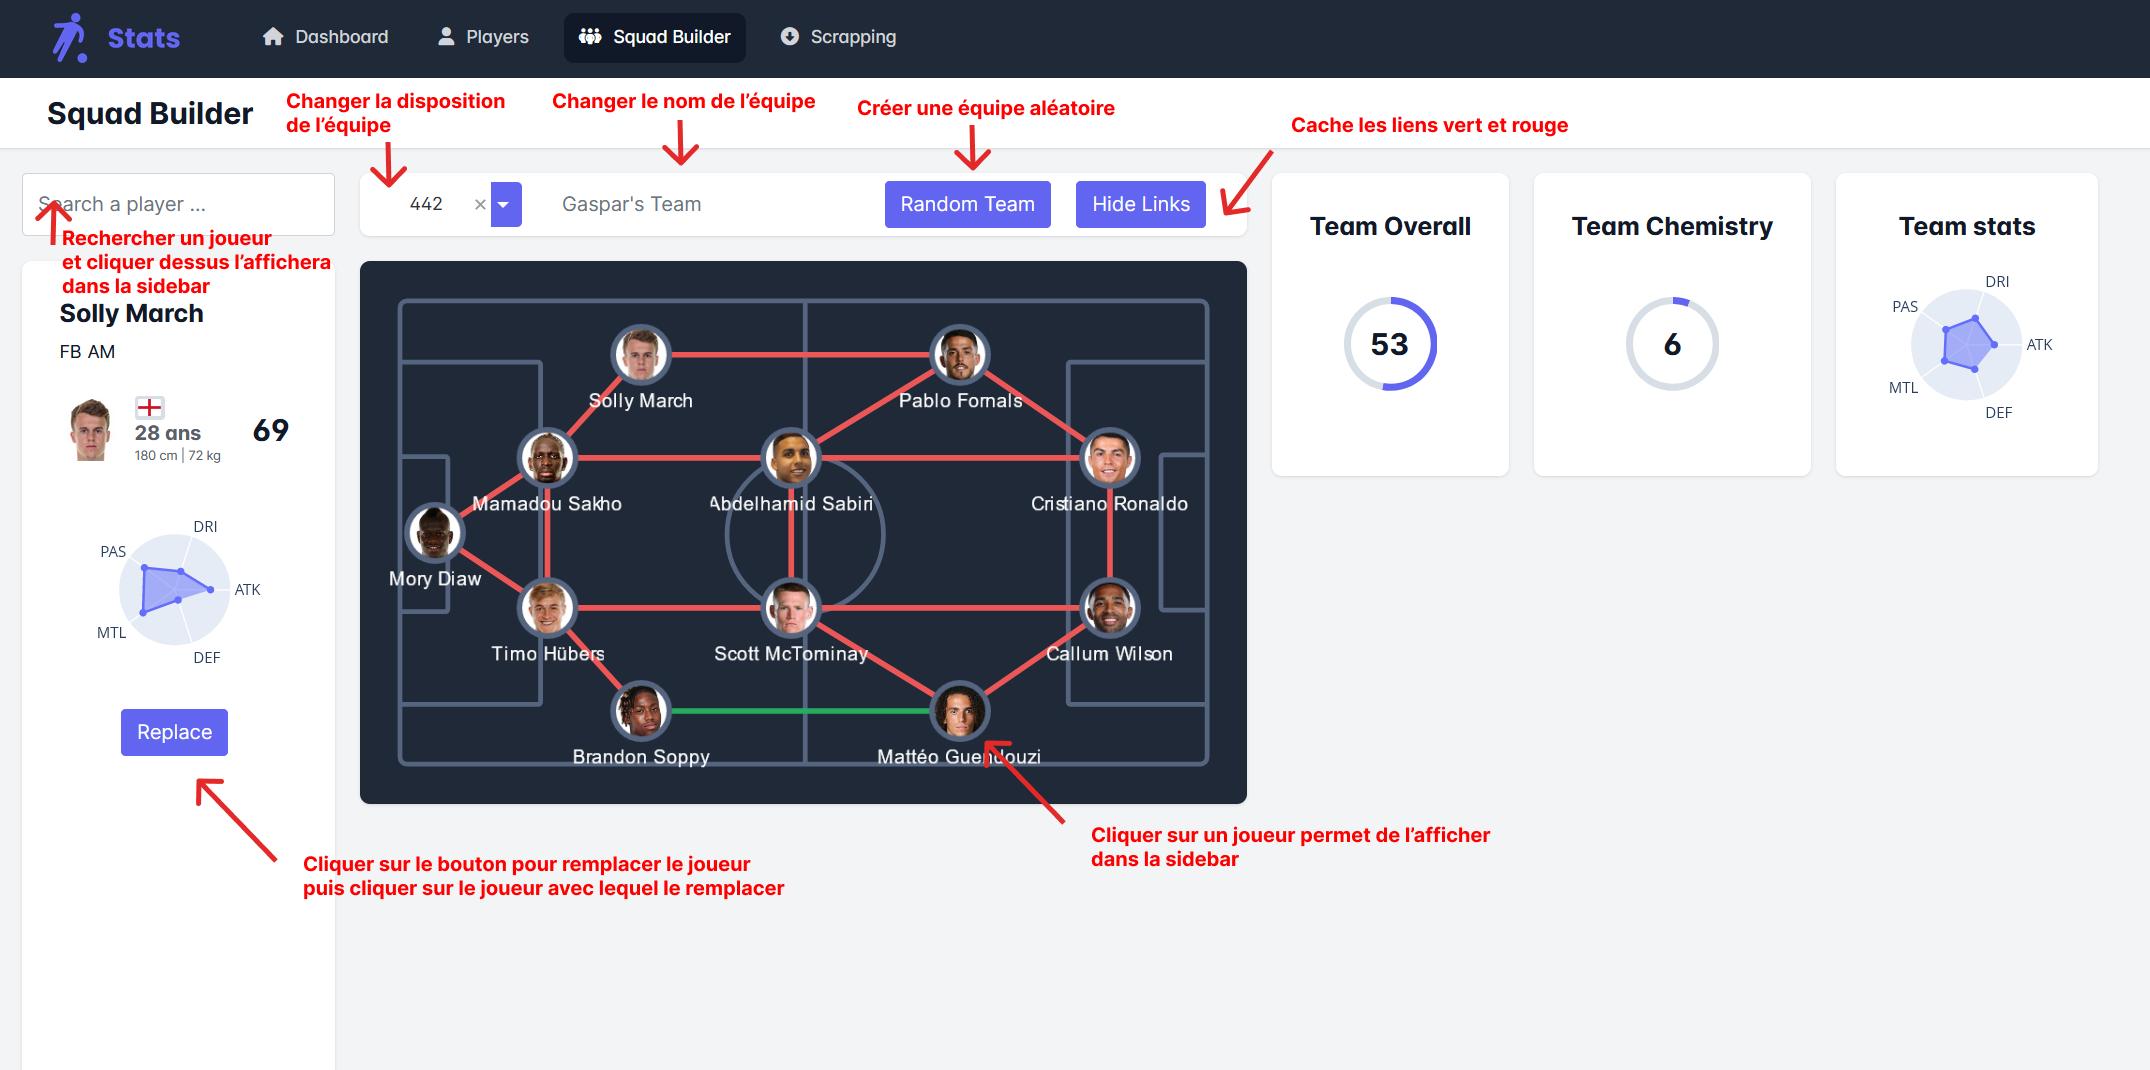 Stats
Dashboard
Players
Squad Builder
Scrapping
Squad Builder
Changer la disposition
de l'équipe
Changer le nom de l'équipe
Créer une équipe aléatoire
Cache les liens vert et rouge
Search a player ...
Rechercher un joueur
et cliquer dessus l'affichera
dans la sidebar
442
×
Gaspar's Team
Random Team
Hide Links
Team Overall
53
Team Chemistry
6
Team stats
DRI
PAS
ATK
MTL
DEF
Solly March
FB AM
28 ans
180 cm | 72 kg
69
DRI
PAS
ATK
MTL
DEF
Replace
Solly March
Pablo Fornals
Mamadou Sakho
Abdelhamid Sabiri
Cristiano Ronaldo
Mory Diaw
Timo Hübers
Scott McTominay
Callum Wilson
Brandon Soppy
Mattéo Guendouzi
Cliquer sur un joueur permet de l'afficher
dans la sidebar
Cliquer sur le bouton pour remplacer le joueur
puis cliquer sur le joueur avec lequel le remplacer